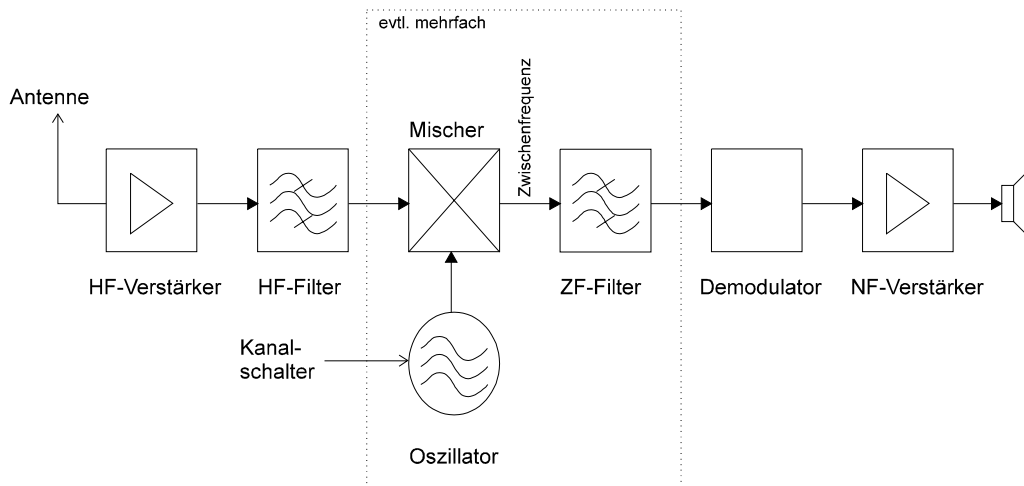 evtl. mehrfach
Antenne
Mischer
Zwischenfrequenz
HF-Verstärker
HF-Filter
ZF-Filter
Demodulator
NF-Verstärker
Kanal-
schalter
Oszillator